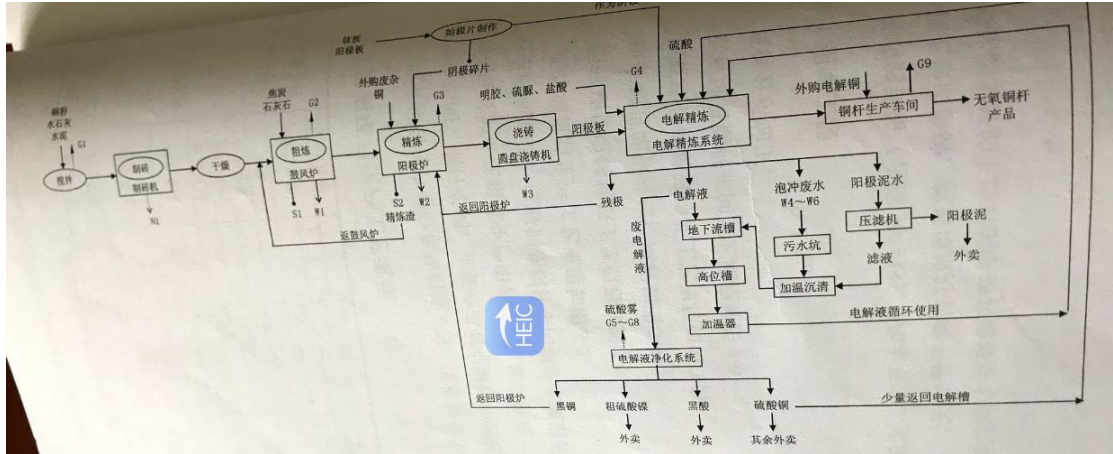 作为阴极
始极片制作
钛板
阳极板
阴极碎片
硫酸
外购废杂
铜
G3
明胶、硫脲、盐酸
G4
外购电解铜
G9
焦炭
石灰石
G2
铜粉
水石灰
水泥
G1
搅拌
制砖
制砖机
N1
干燥
粗炼
鼓风炉
S1
W1
精炼
阳极炉
S2
W2
精炼渣
返鼓风炉
浇铸
圆盘浇铸机
W3
阳极板
电解精炼
电解精炼系统
铜杆生产车间
无氧铜杆
产品
返回阳极炉
残极
电解液
泡冲废水
W4～W6
阳极泥水
废电解液
地下流槽
污水坑
压滤机
阳极泥
外卖
滤液
高位槽
加温沉清
加温器
电解液循环使用
HEIC
硫酸雾
G5～G8
电解液净化系统
返回阳极炉
黑铜
粗硫酸镍
黑酸
硫酸铜
少量返回电解槽
外卖
外卖
其余外卖